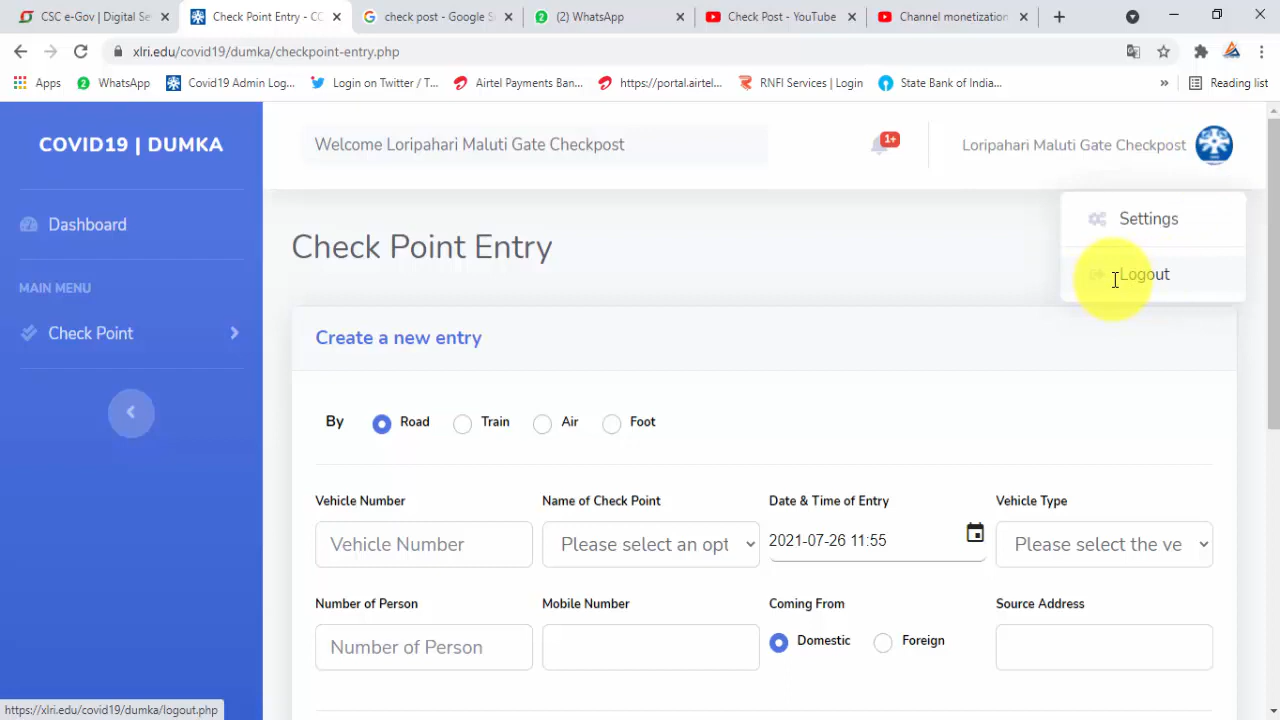 CSC e-Gov | Digital Se
Check Point Entry - CC
check post - Google S
(2) WhatsApp
Check Post - YouTube
Channel monetization
xlri.edu/covid19/dumka/checkpoint-entry.php
Apps
2
WhatsApp
Covid19 Admin Log...
Login on Twitter / T...
Airtel Payments Ban...
https://portal.airtel...
RNFI Services | Login
State Bank of India...
»
Reading list
COVID19 | DUMKA
Welcome Loripahari Maluti Gate Checkpost
1+
Loripahari Maluti Gate Checkpost
Dashboard
Settings
Check Point Entry
Logout
MAIN MENU
Check Point
Create a new entry
By
Road
Train
Air
Foot
Vehicle Number
Name of Check Point
Date & Time of Entry
Vehicle Type
Vehicle Number
Please select an opt
2021-07-26 11:55
Please select the ve
Number of Person
Mobile Number
Coming From
Source Address
Number of Person
Domestic
Foreign
https://xlri.edu/covid19/dumka/logout.php